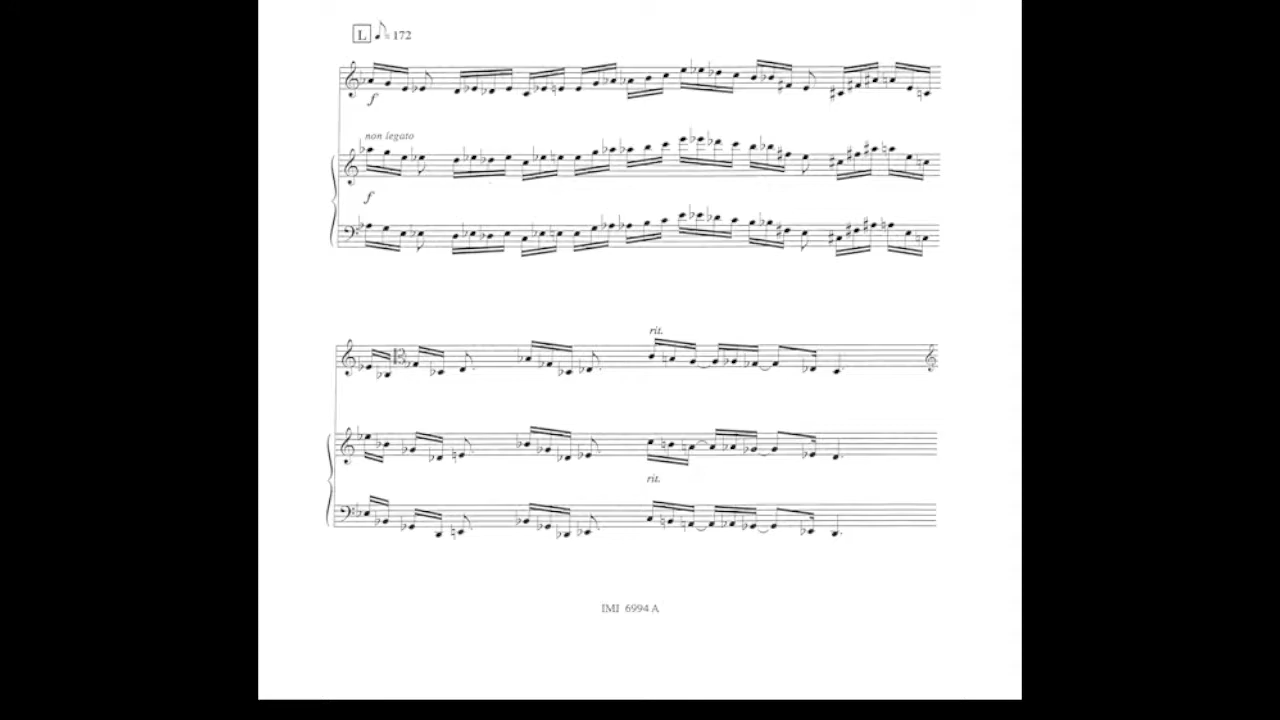 L ♪= 172
f
non legato
f
rit.
rit.
IMI 6994 A